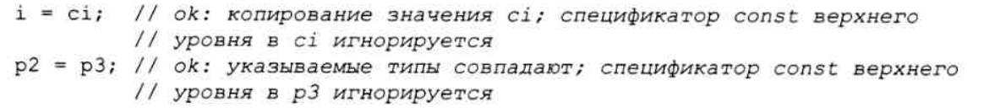 i = ci;  // ok: копирование значения ci; спецификатор const верхнего
         // уровня в ci игнорируется
p2 = p3; // ok: указываемые типы совпадают; спецификатор const верхнего
         // уровня в p3 игнорируется